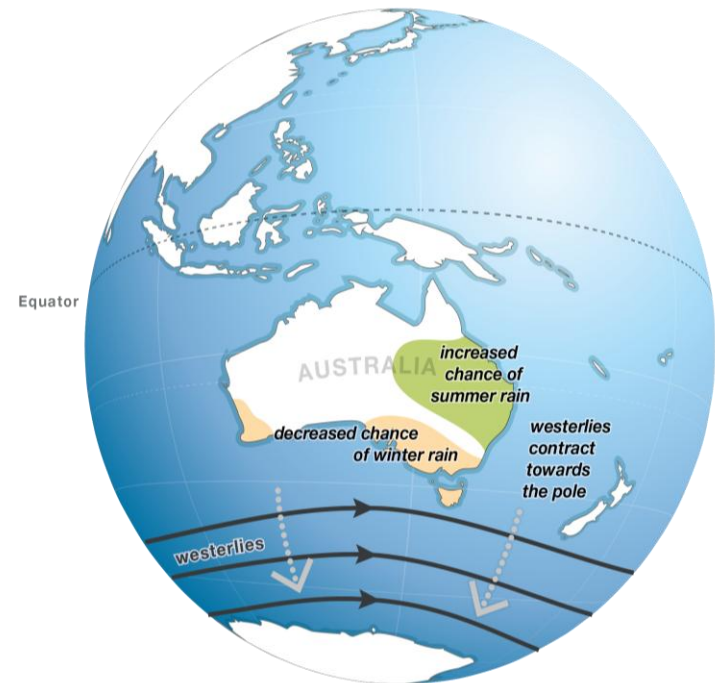 Equator
AUSTRALIA
increased
chance of
summer rain
decreased chance
of winter rain
westerlies
contract
towards
the pole
westerlies